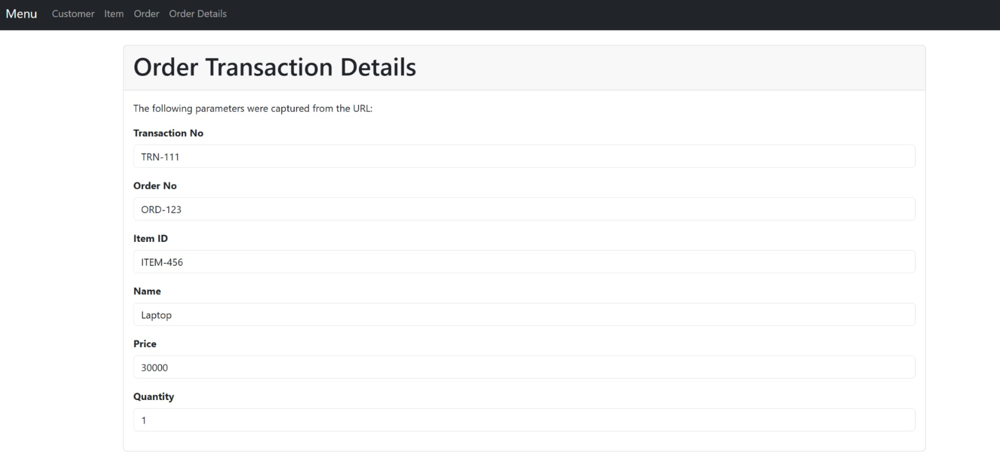 Menu Customer Item Order Order Details
Order Transaction Details
The following parameters were captured from the URL:
Transaction No
TRN-111
Order No
ORD-123
Item ID
ITEM-456
Name
Laptop
Price
30000
Quantity
1